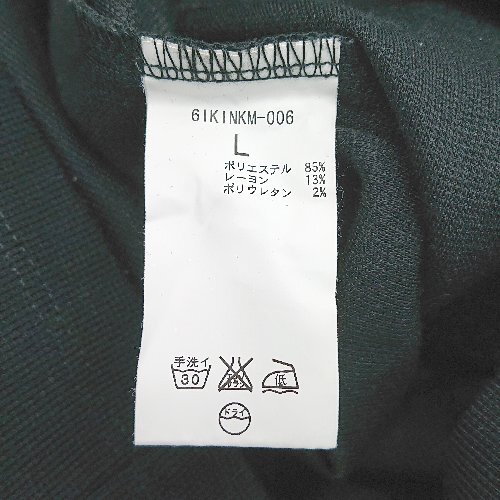 6IKINKM-006
L
ポリエステル 85%
レーヨン 13%
ポリウレタン 2%
手洗イ
30
低
ドライ